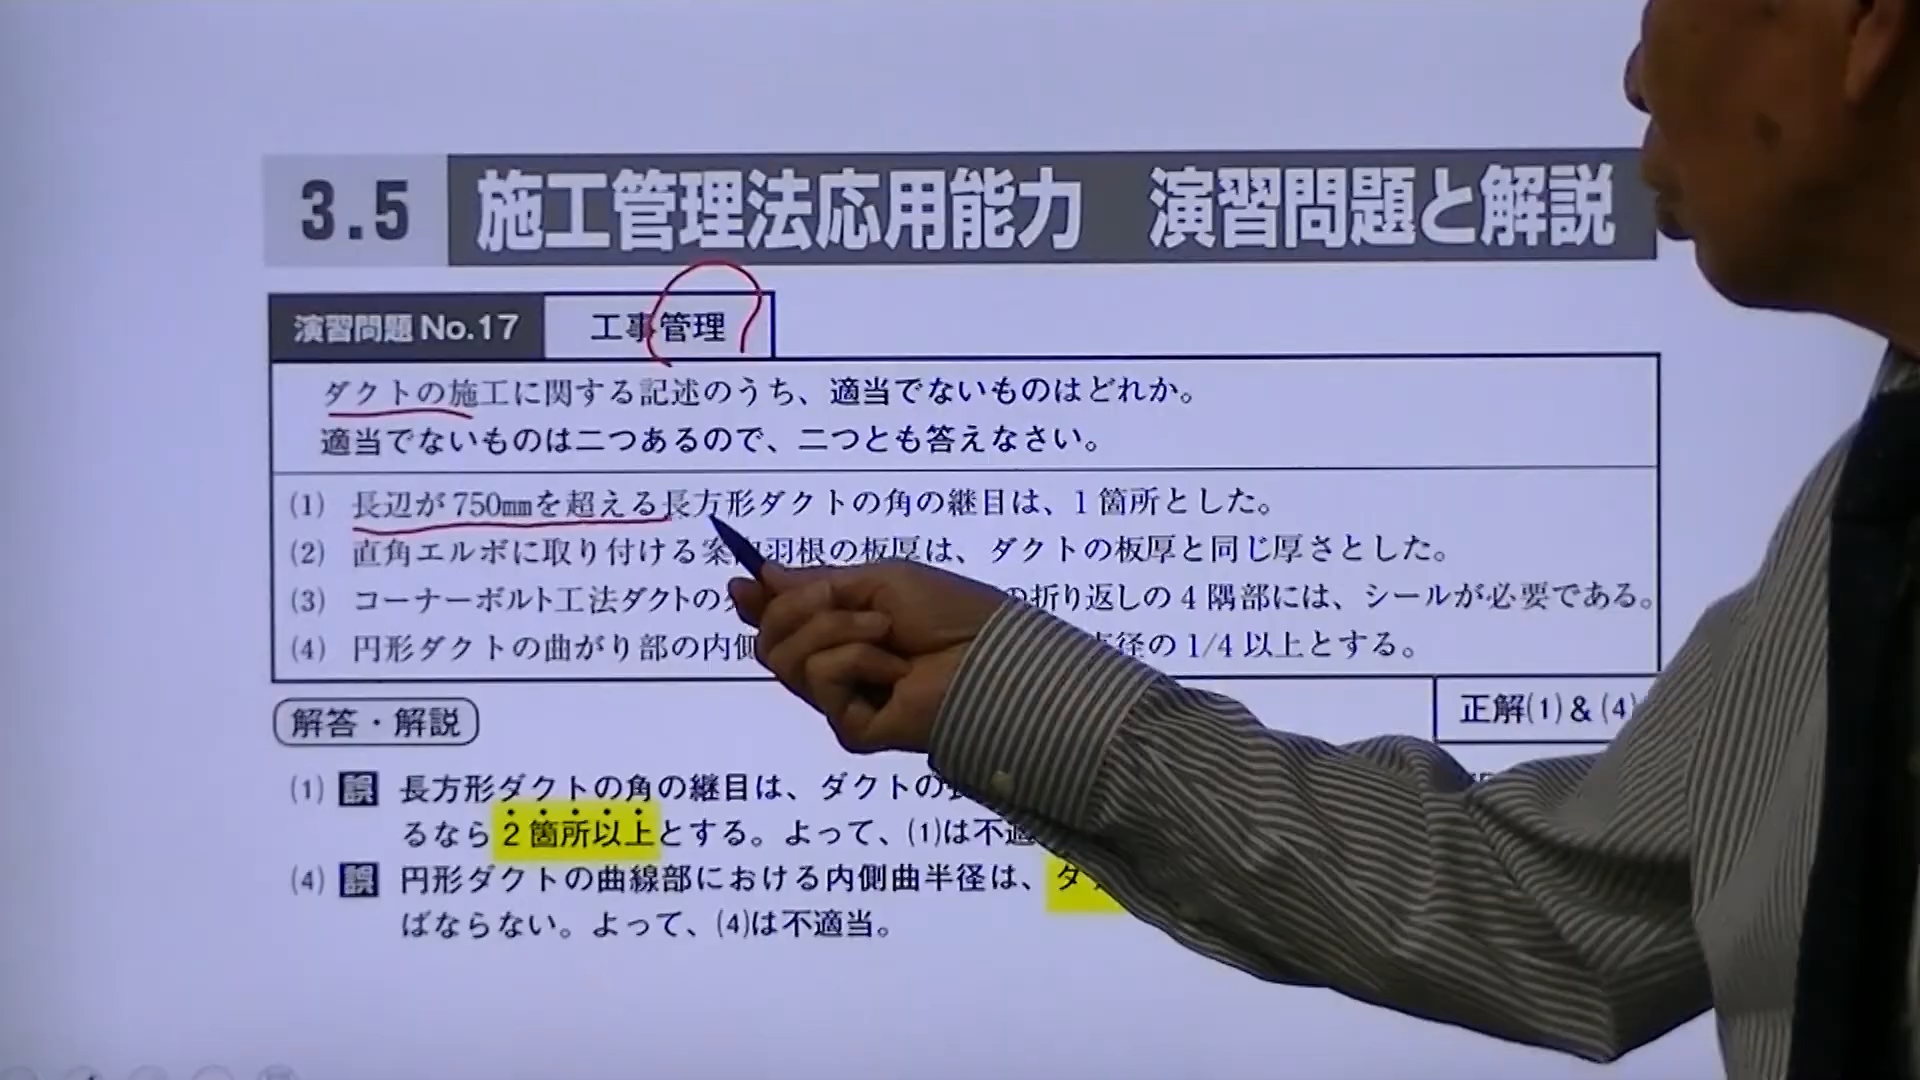 3.5 施工管理法応用能力 演習問題と解説
演習問題 No.17 工事管理
ダクトの施工に関する記述のうち、適当でないものはどれか。
適当でないものは二つあるので、二つとも答えなさい。
(1) 長辺が750mmを超える長方形ダクトの角の継目は、1箇所とした。
(2) 直角エルボに取り付ける案内羽根の板厚は、ダクトの板厚と同じ厚さとした。
(3) コーナーボルト工法ダクトの の折り返しの4隅部には、シールが必要である。
(4) 円形ダクトの曲がり部の内側 直径の1/4以上とする。
解答・解説
正解(1)&(4)
(1) 誤 長方形ダクトの角の継目は、ダクトの長
るなら2箇所以上とする。よって、(1)は不適
(4) 誤 円形ダクトの曲線部における内側曲半径は、ダ
ばならない。よって、(4)は不適当。